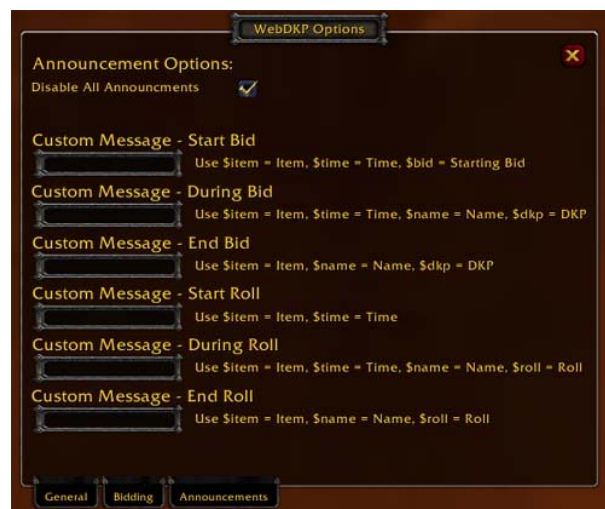 WebDKP Options
Announcement Options:
Disable All Announcments
Custom Message - Start Bid
Use $item = Item, $time = Time, $bid = Starting Bid
Custom Message - During Bid
Use $item = Item, $time = Time, $name = Name, $dkp = DKP
Custom Message - End Bid
Use $item = Item, $name = Name, $dkp = DKP
Custom Message - Start Roll
Use $item = Item, $time = Time
Custom Message - During Roll
Use $item = Item, $time = Time, $name = Name, $roll = Roll
Custom Message - End Roll
Use $item = Item, $name = Name, $roll = Roll
General Bidding Announcements